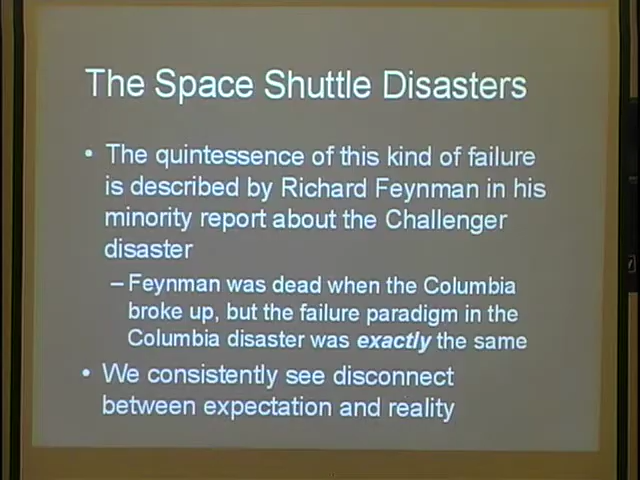 The Space Shuttle Disasters
• The quintessence of this kind of failure
is described by Richard Feynman in his
minority report about the Challenger
disaster
– Feynman was dead when the Columbia
broke up, but the failure paradigm in the
Columbia disaster was exactly the same
• We consistently see disconnect
between expectation and reality